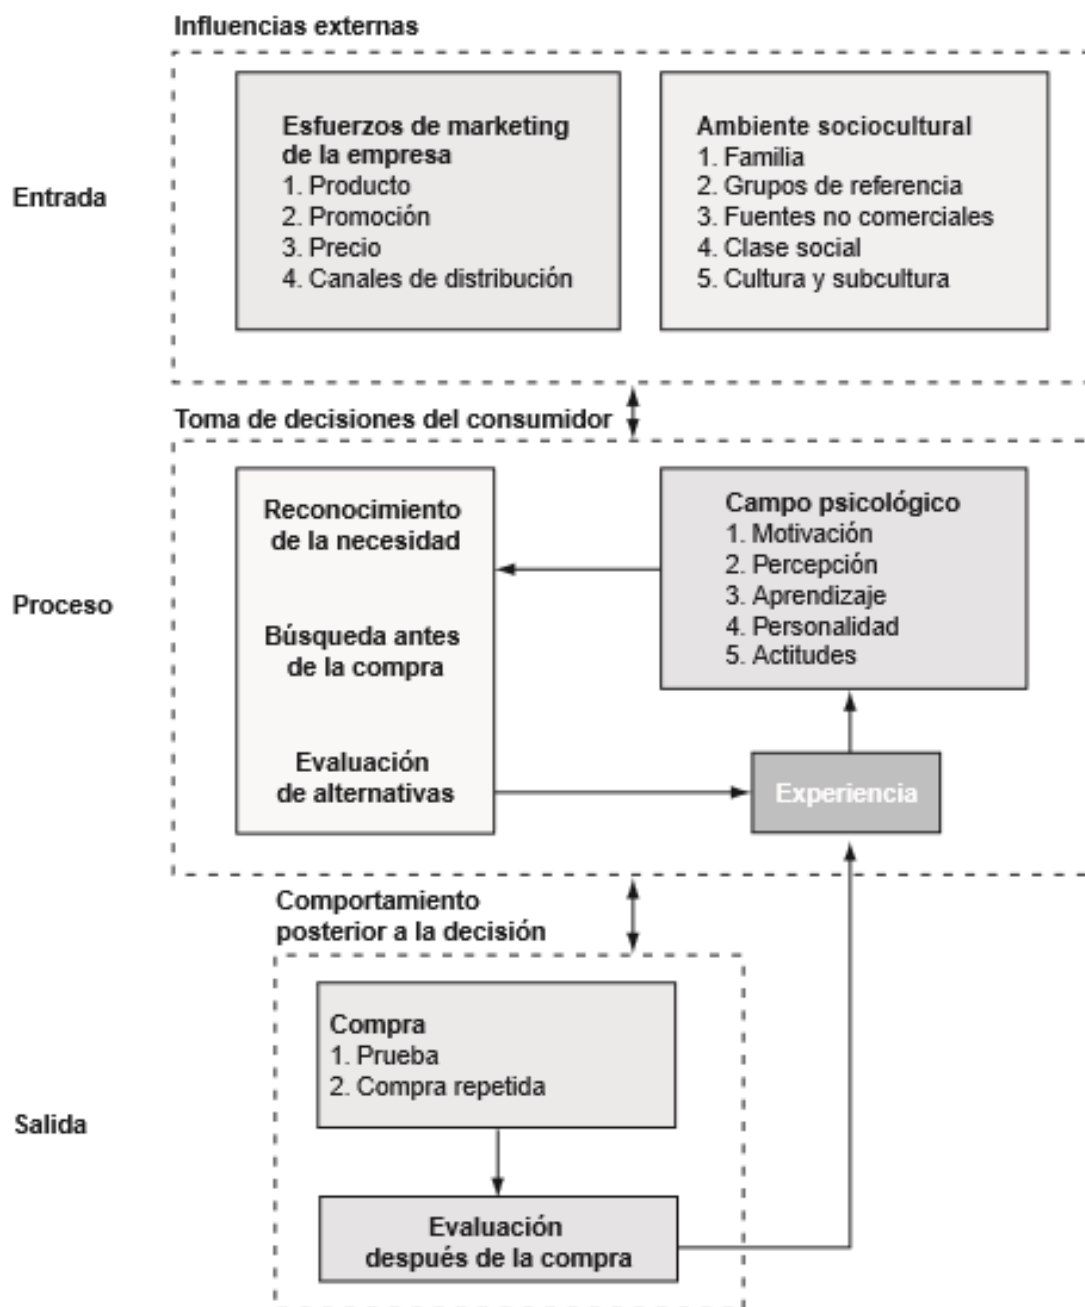 Influencias externas
Entrada
Esfuerzos de marketing
de la empresa
1. Producto
2. Promoción
3. Precio
4. Canales de distribución
Ambiente sociocultural
1. Familia
2. Grupos de referencia
3. Fuentes no comerciales
4. Clase social
5. Cultura y subcultura
Toma de decisiones del consumidor
Proceso
Reconocimiento
de la necesidad
Búsqueda antes
de la compra
Evaluación
de alternativas
Campo psicológico
1. Motivación
2. Percepción
3. Aprendizaje
4. Personalidad
5. Actitudes
Experiencia
Comportamiento
posterior a la decisión
Salida
Compra
1. Prueba
2. Compra repetida
Evaluación
después de la compra